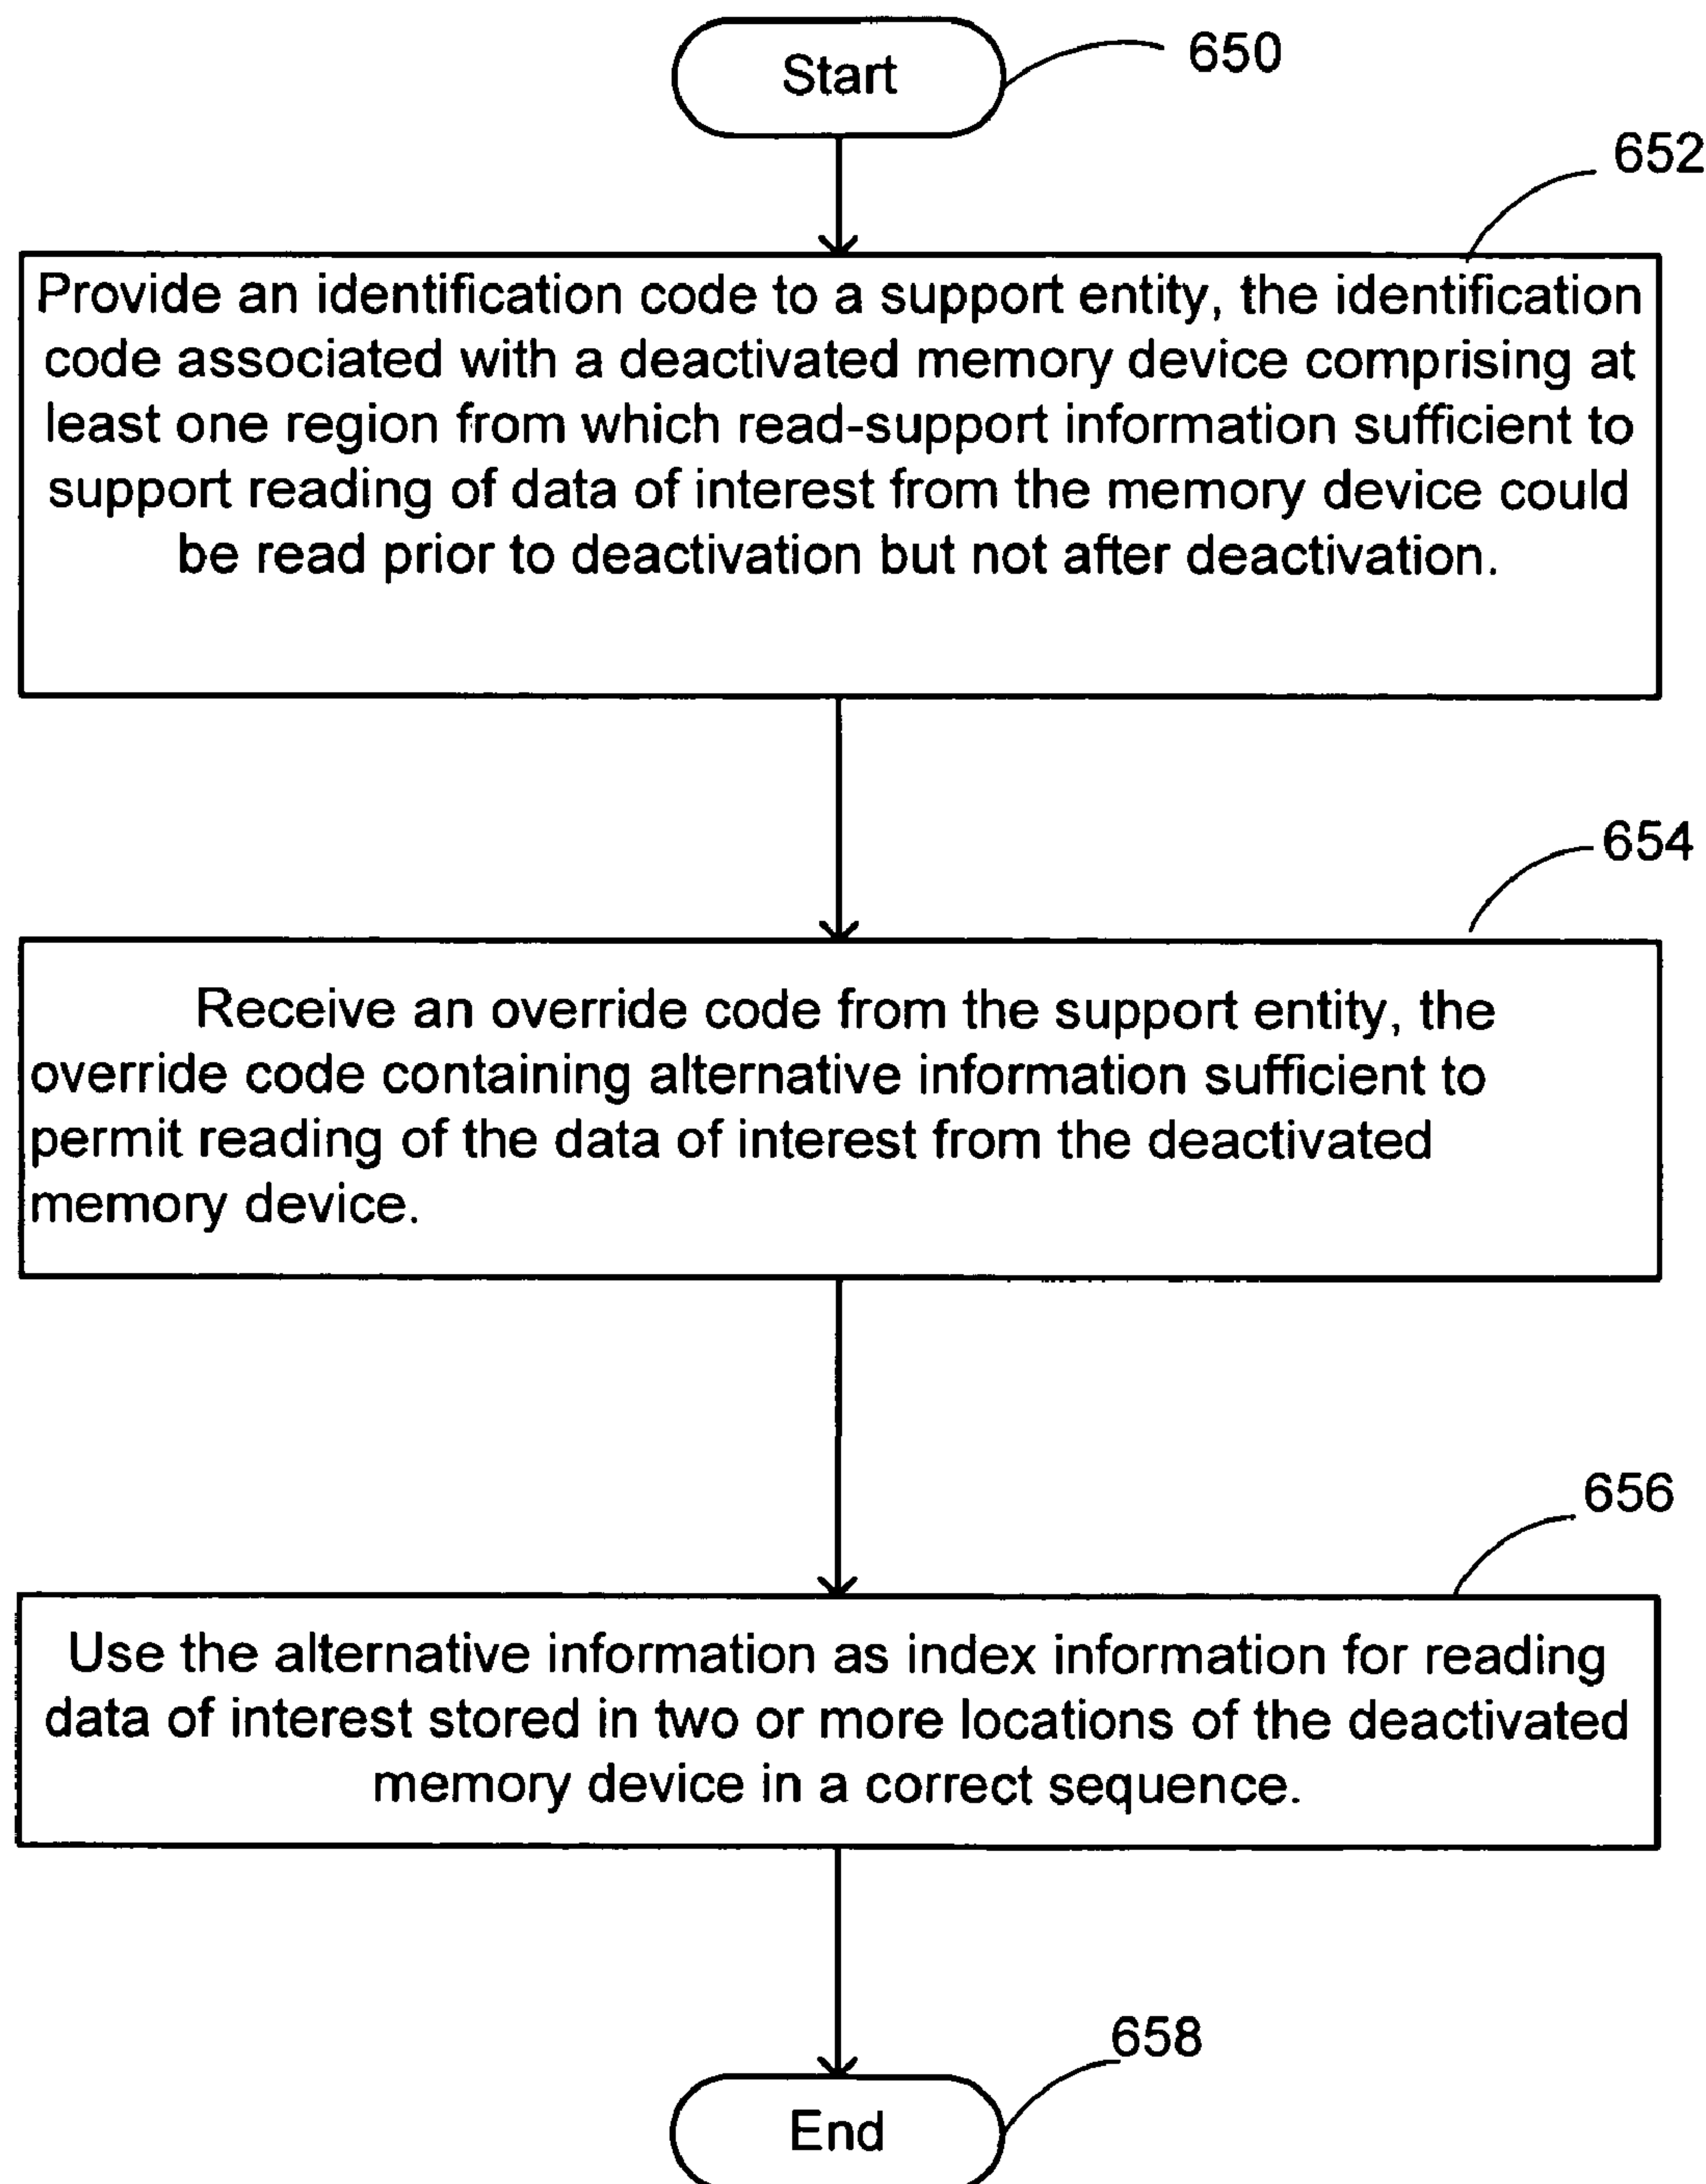 Start
650
652
Provide an identification code to a support entity, the identification
code associated with a deactivated memory device comprising at
least one region from which read-support information sufficient to
support reading of data of interest from the memory device could
be read prior to deactivation but not after deactivation.
654
Receive an override code from the support entity, the
override code containing alternative information sufficient to
permit reading of the data of interest from the deactivated
memory device.
656
Use the alternative information as index information for reading
data of interest stored in two or more locations of the deactivated
memory device in a correct sequence.
658
End